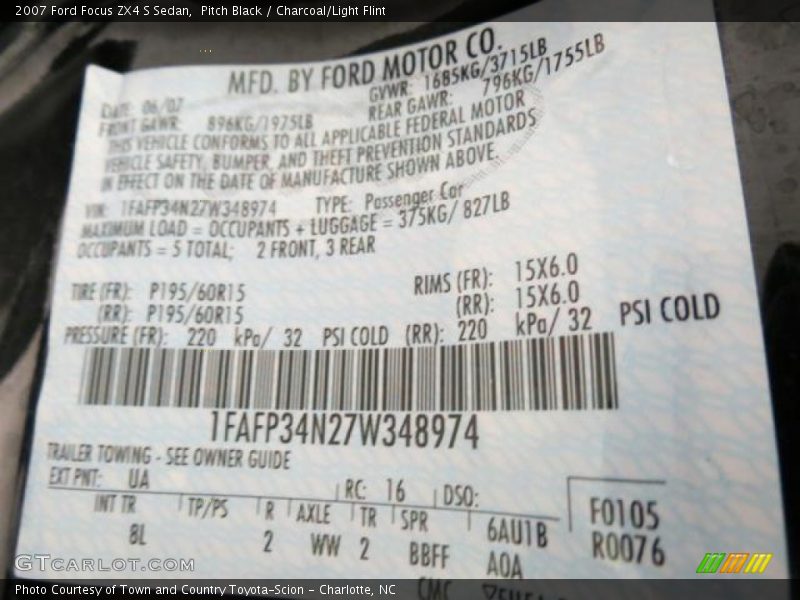 2007 Ford Focus ZX4 S Sedan, Pitch Black / Charcoal/Light Flint
MFD. BY FORD MOTOR CO.
DATE: 06/07 GVWR: 1685KG/3715LB
FRONT GAWR: 896KG/1975LB REAR GAWR: 796KG/1755LB
THIS VEHICLE CONFORMS TO ALL APPLICABLE FEDERAL MOTOR
VEHICLE SAFETY, BUMPER, AND THEFT PREVENTION STANDARDS
IN EFFECT ON THE DATE OF MANUFACTURE SHOWN ABOVE.
VIN: 1FAFP34N27W348974 TYPE: Passenger Car
MAXIMUM LOAD = OCCUPANTS + LUGGAGE = 375KG/ 827LB
OCCUPANTS = 5 TOTAL; 2 FRONT, 3 REAR
TIRE (FR): P195/60R15 RIMS (FR): 15X6.0
(RR): P195/60R15 (RR): 15X6.0
PRESSURE (FR): 220 kPa/ 32 PSI COLD (RR): 220 kPa/ 32 PSI COLD
1FAFP34N27W348974
TRAILER TOWING - SEE OWNER GUIDE
EXT PNT: UA RC: 16 DSO: F0105
INT TR TP/PS R AXLE TR SPR 6AU1B R0076
8L 2 WW 2 BBFF AOA
CMC
GTCARLOT.COM
Photo Courtesy of Town and Country Toyota-Scion - Charlotte, NC